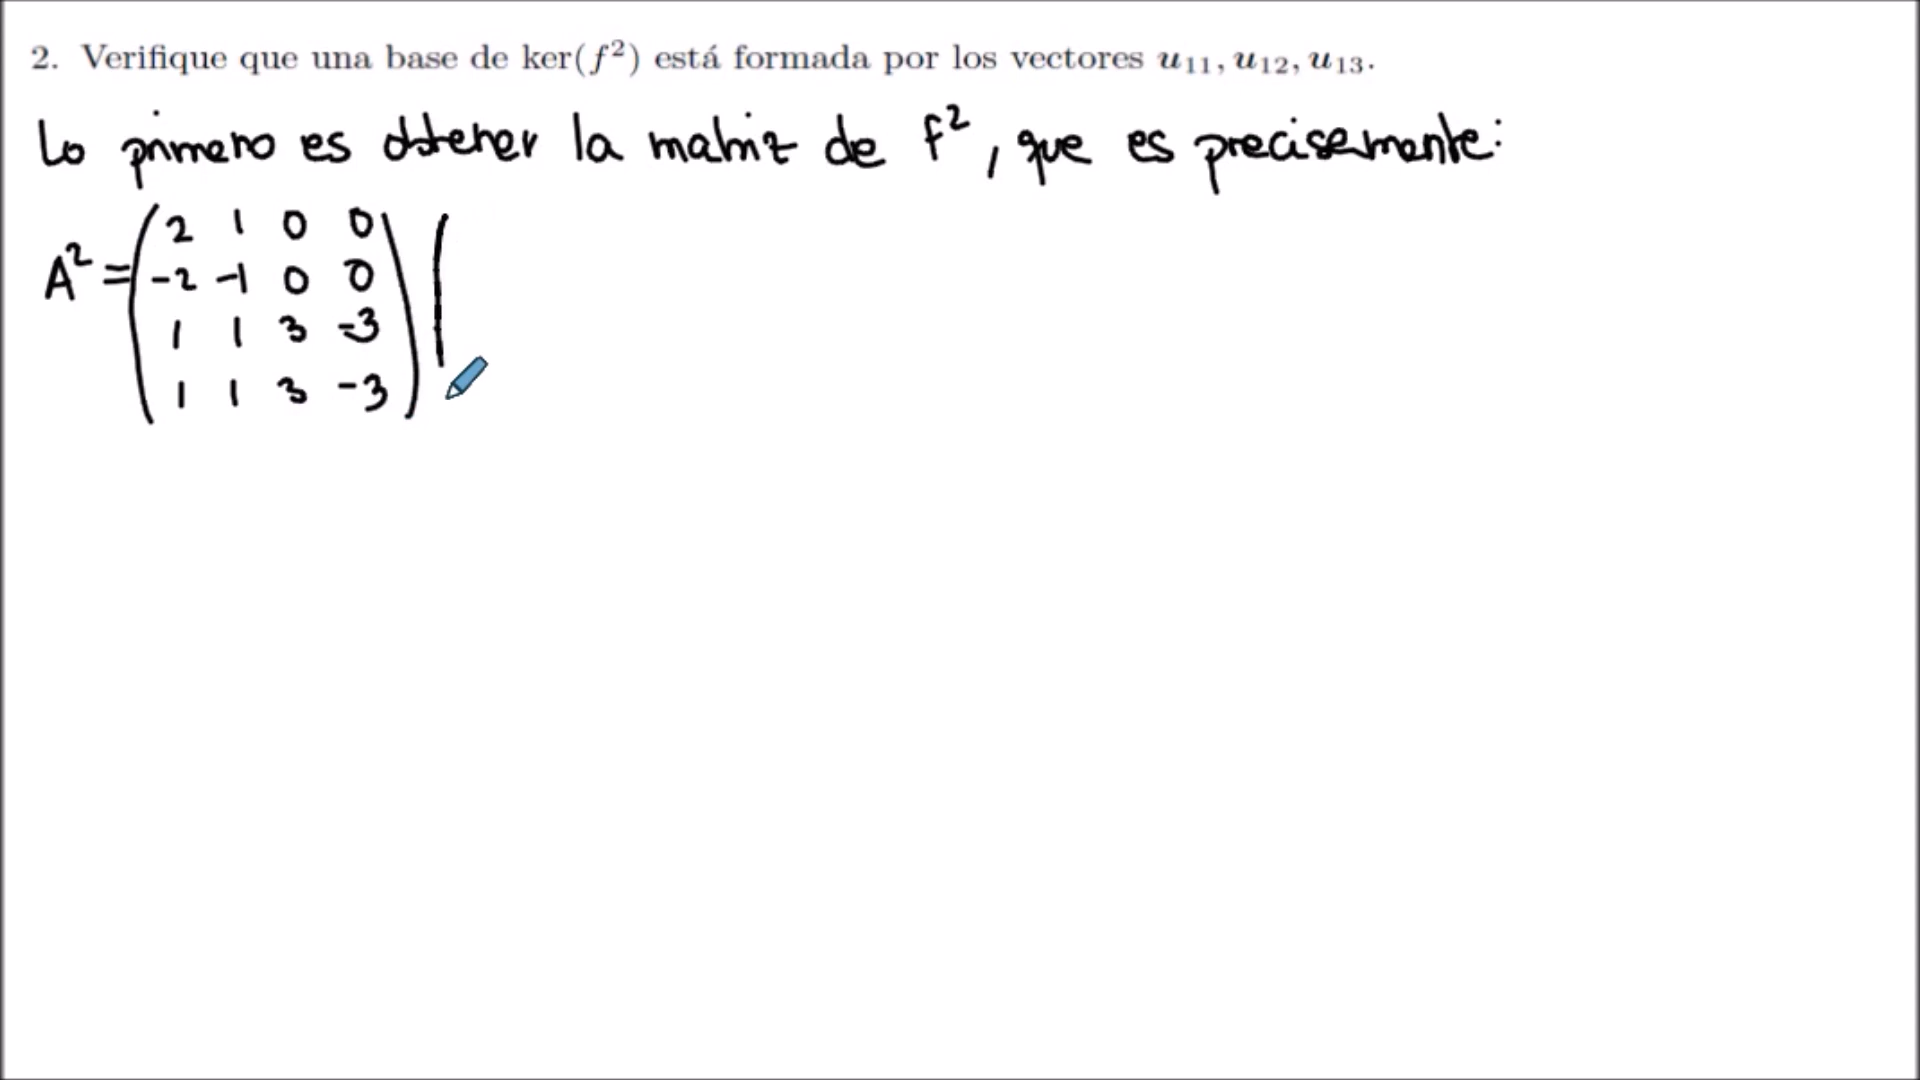 2. Verifique que una base de ker(f²) está formada por los vectores u₁₁, u₁₂, u₁₃.
Lo primero es obtener la matriz de f², que es precisamente:
A² = ( 2 1 0 0 ) (
-2 -1 0 0
1 1 3 -3
1 1 3 -3